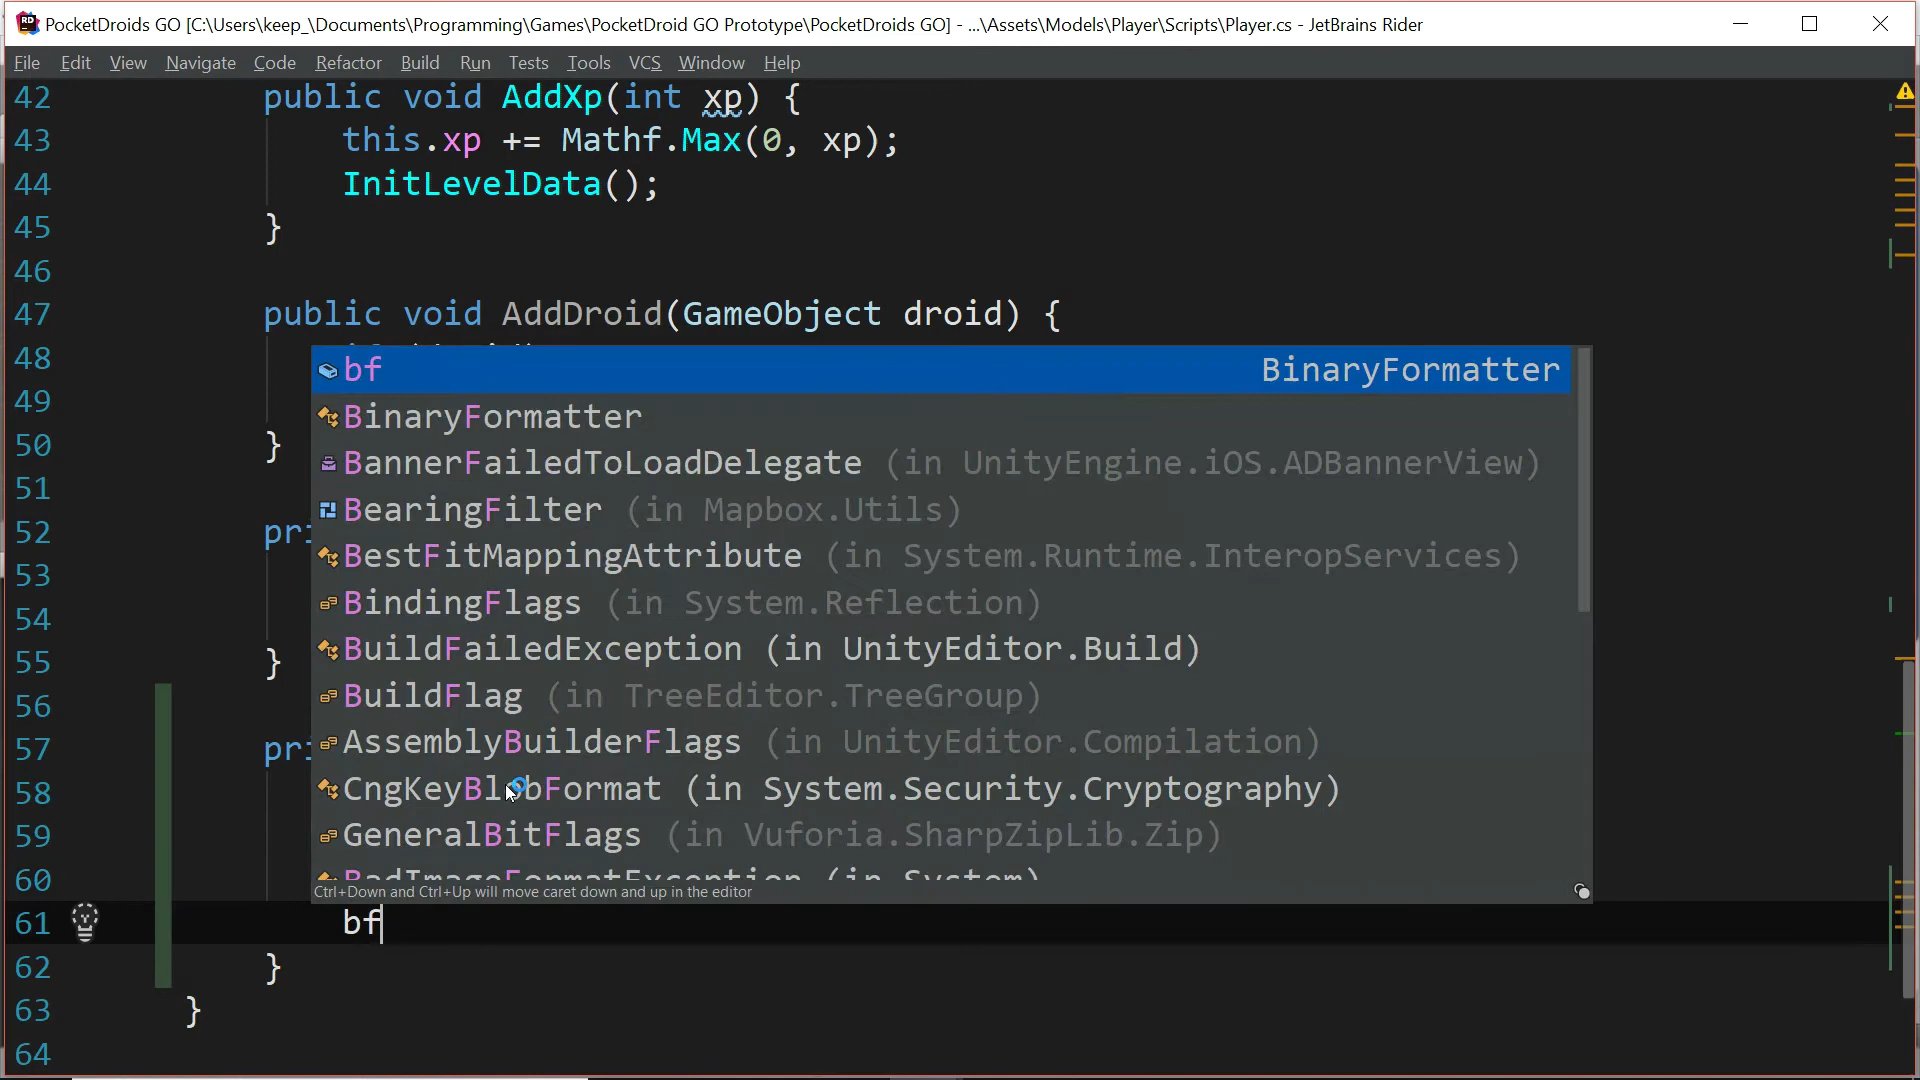 PocketDroids GO [C:\Users\keep_\Documents\Programming\Games\PocketDroid GO Prototype\PocketDroids GO] - ...\Assets\Models\Player\Scripts\Player.cs - JetBrains Rider
File Edit View Navigate Code Refactor Build Run Tests Tools VCS Window Help
42 public void AddXp(int xp) {
43 this.xp += Mathf.Max(0, xp);
44 InitLevelData();
45 }
46
47 public void AddDroid(GameObject droid) {
48
bf BinaryFormatter
49
BinaryFormatter
50 }
BannerFailedToLoadDelegate (in UnityEngine.iOS.ADBannerView)
51
BearingFilter (in Mapbox.Utils)
52 pri
BestFitMappingAttribute (in System.Runtime.InteropServices)
53
BindingFlags (in System.Reflection)
54
BuildFailedException (in UnityEditor.Build)
55 }
BuildFlag (in TreeEditor.TreeGroup)
56
AssemblyBuilderFlags (in UnityEditor.Compilation)
57 pri
CngKeyBlobFormat (in System.Security.Cryptography)
58
GeneralBitFlags (in Vuforia.SharpZipLib.Zip)
59
BadImageFormatException (in System)
60
Ctrl+Down and Ctrl+Up will move caret down and up in the editor
61 bf
62 }
63 }
64